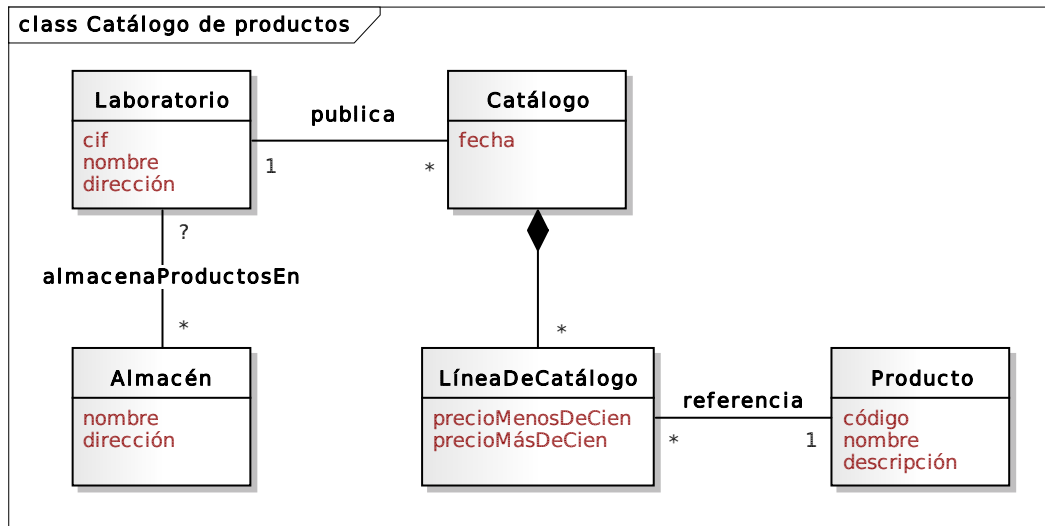 class Catálogo de productos
Laboratorio
cif
nombre
dirección
publica
1
*
Catálogo
fecha
?
almacenaProductosEn
*
*
Almacén
nombre
dirección
LíneaDeCatálogo
precioMenosDeCien
precioMásDeCien
referencia
*
1
Producto
código
nombre
descripción